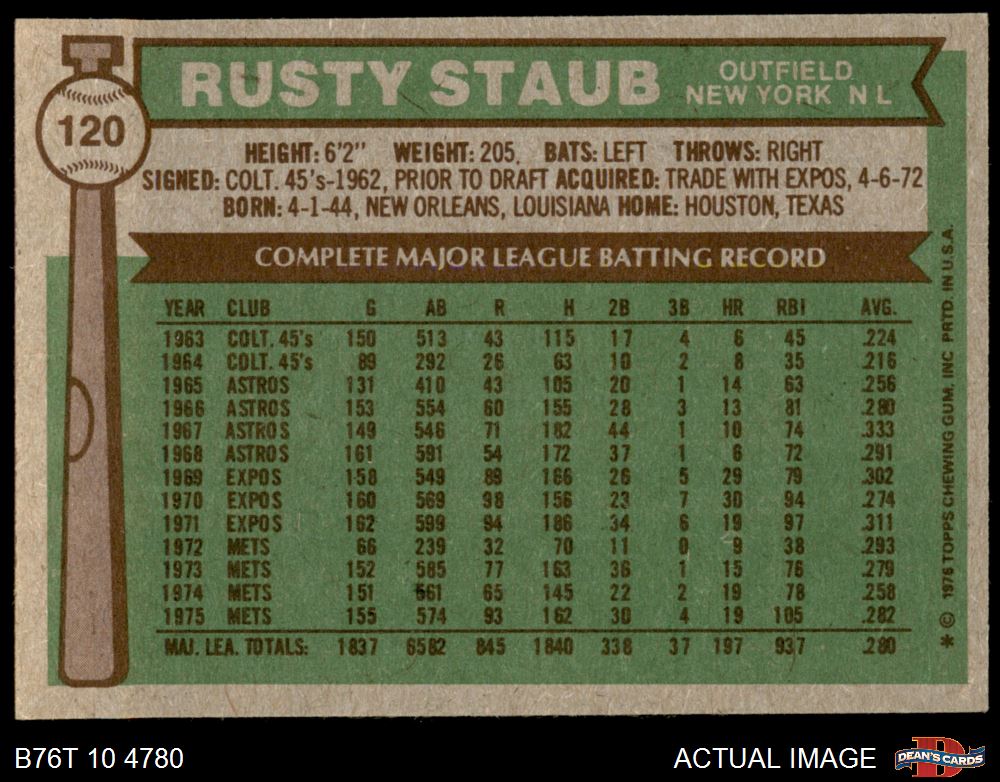 RUSTY STAUB OUTFIELD
NEW YORK N L
120
HEIGHT: 6'2" WEIGHT: 205, BATS: LEFT THROWS: RIGHT
SIGNED: COLT. 45's-1962, PRIOR TO DRAFT ACQUIRED: TRADE WITH EXPOS, 4-6-72
BORN: 4-1-44, NEW ORLEANS, LOUISIANA HOME: HOUSTON, TEXAS
COMPLETE MAJOR LEAGUE BATTING RECORD
YEAR CLUB G AB R H 2B 3B HR RBI AVG.
1963 COLT. 45's 150 513 43 115 17 4 6 45 .224
1964 COLT. 45's 89 292 26 63 10 2 8 35 .216
1965 ASTROS 131 410 43 105 20 1 14 63 .256
1966 ASTROS 153 554 60 155 28 3 13 81 .280
1967 ASTROS 149 546 71 182 44 1 10 74 .333
1968 ASTROS 161 591 54 172 37 1 6 72 .291
1969 EXPOS 158 549 89 166 26 5 29 79 .302
1970 EXPOS 160 569 98 156 23 7 30 94 .274
1971 EXPOS 162 599 94 186 34 6 19 97 .311
1972 METS 66 239 32 70 11 0 9 38 .293
1973 METS 152 585 77 163 36 1 15 76 .279
1974 METS 151 561 65 145 22 2 19 78 .258
1975 METS 155 574 93 162 30 4 19 105 .282
MAJ. LEA. TOTALS: 1837 6582 845 1840 338 37 197 937 .280
* © 1976 TOPPS CHEWING GUM, INC PRTD. IN U.S.A.
B76T 10 4780 ACTUAL IMAGE
D
DEAN'S CARDS